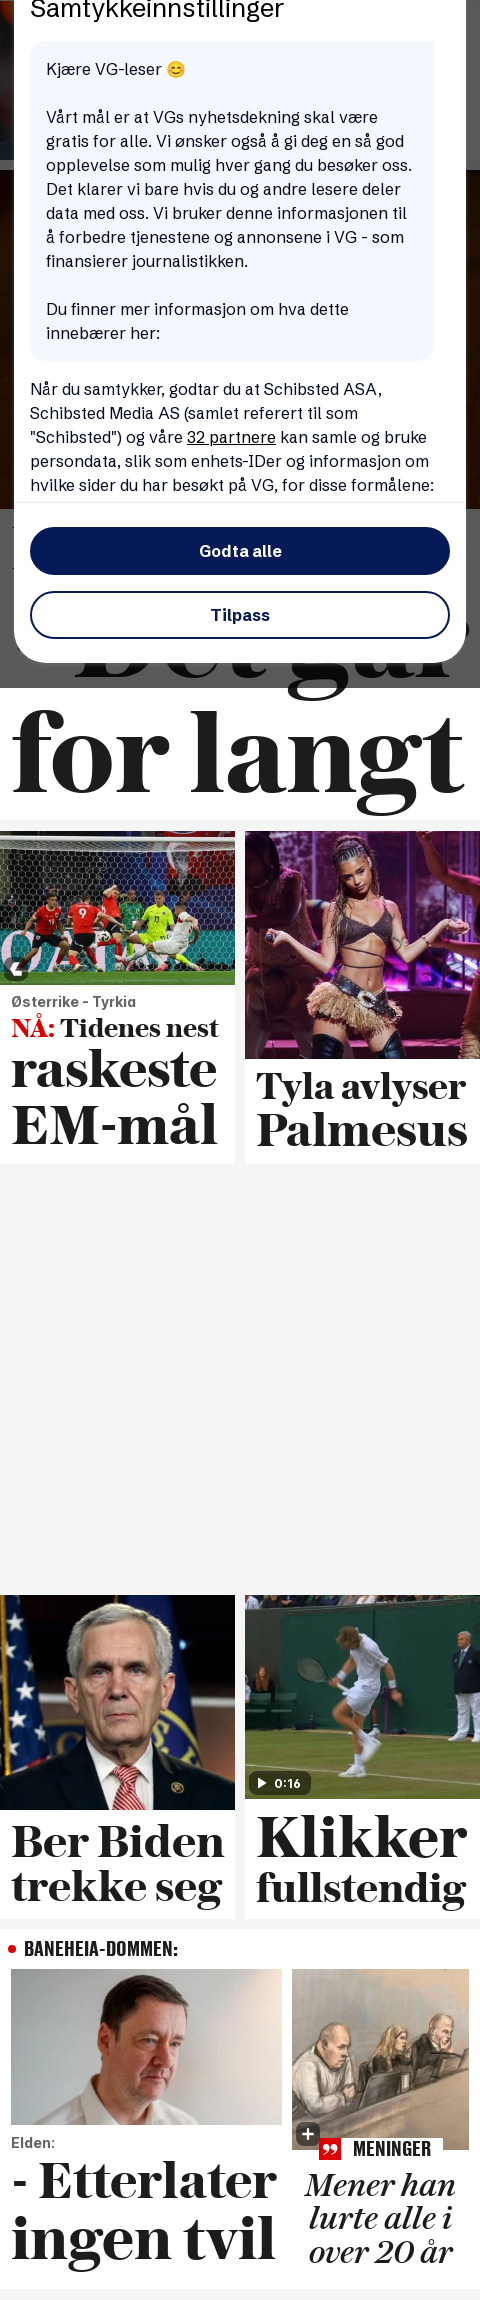 Samtykkeinnstillinger
Kjære VG-leser 😊
Vårt mål er at VGs nyhetsdekning skal være
gratis for alle. Vi ønsker også å gi deg en så god
opplevelse som mulig hver gang du besøker oss.
Det klarer vi bare hvis du og andre lesere deler
data med oss. Vi bruker denne informasjonen til
å forbedre tjenestene og annonsene i VG - som
finansierer journalistikken.
Du finner mer informasjon om hva dette
innebærer her:
Når du samtykker, godtar du at Schibsted ASA,
Schibsted Media AS (samlet referert til som
"Schibsted") og våre 32 partnere kan samle og bruke
persondata, slik som enhets-IDer og informasjon om
hvilke sider du har besøkt på VG, for disse formålene:
Godta alle
Tilpass
- Det går
for langt
Østerrike - Tyrkia
NÅ: Tidenes nest
raskeste
EM-mål
Tyla avlyser
Palmesus
Ber Biden
trekke seg
0:16
Klikker
fullstendig
BANEHEIA-DOMMEN:
Elden:
- Etterlater
ingen tvil
MENINGER
Mener han
lurte alle i
over 20 år